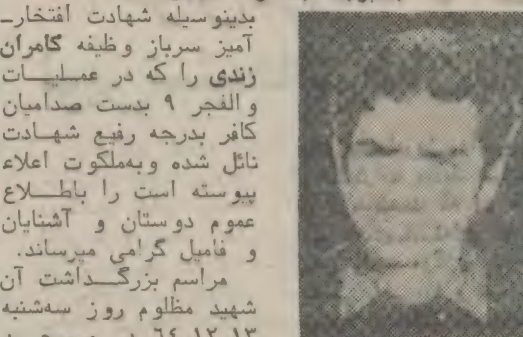 بدینوسیله شهادت افتخار-
آمیز سرباز وظیفه کامران
زندی را که در عملیات
والفجر ۹ بدست صدامیان
کافر بدرجه رفیع شهادت
نائل شده وبه‌ملکوت اعلاء
پیوسته است را باطلاع
عموم دوستان و آشنایان
و فامیل گرامی میرساند.
مراسم بزرگداشت آن
شهید مظلوم روز سه‌شنبه